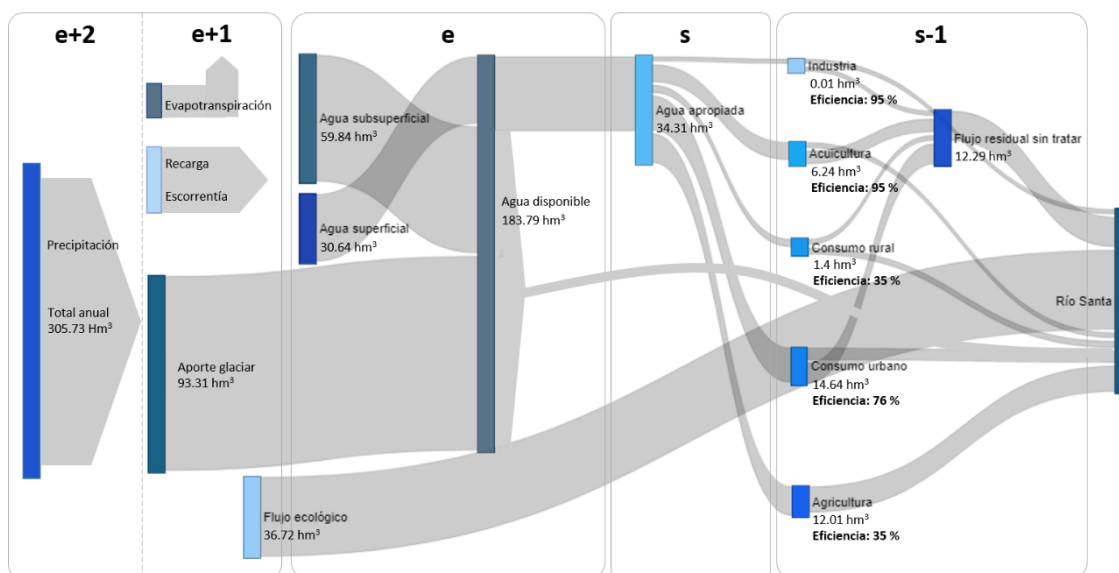 e+2
e+1
e
s
s-1
Precipitación
Total anual
305.73 Hm³
Evapotranspiración
Recarga
Escorrentía
Aporte glaciar
93.31 hm³
Flujo ecológico
36.72 hm³
Agua subsuperficial
59.84 hm³
Agua superficial
30.64 hm³
Agua disponible
183.79 hm³
Agua apropiada
34.31 hm³
Industria
0.01 hm³
Eficiencia: 95 %
Acuicultura
6.24 hm³
Eficiencia: 95 %
Consumo rural
1.4 hm³
Eficiencia: 35 %
Consumo urbano
14.64 hm³
Eficiencia: 76 %
Agricultura
12.01 hm³
Eficiencia: 35 %
Flujo residual sin tratar
12.29 hm³
Río Santa